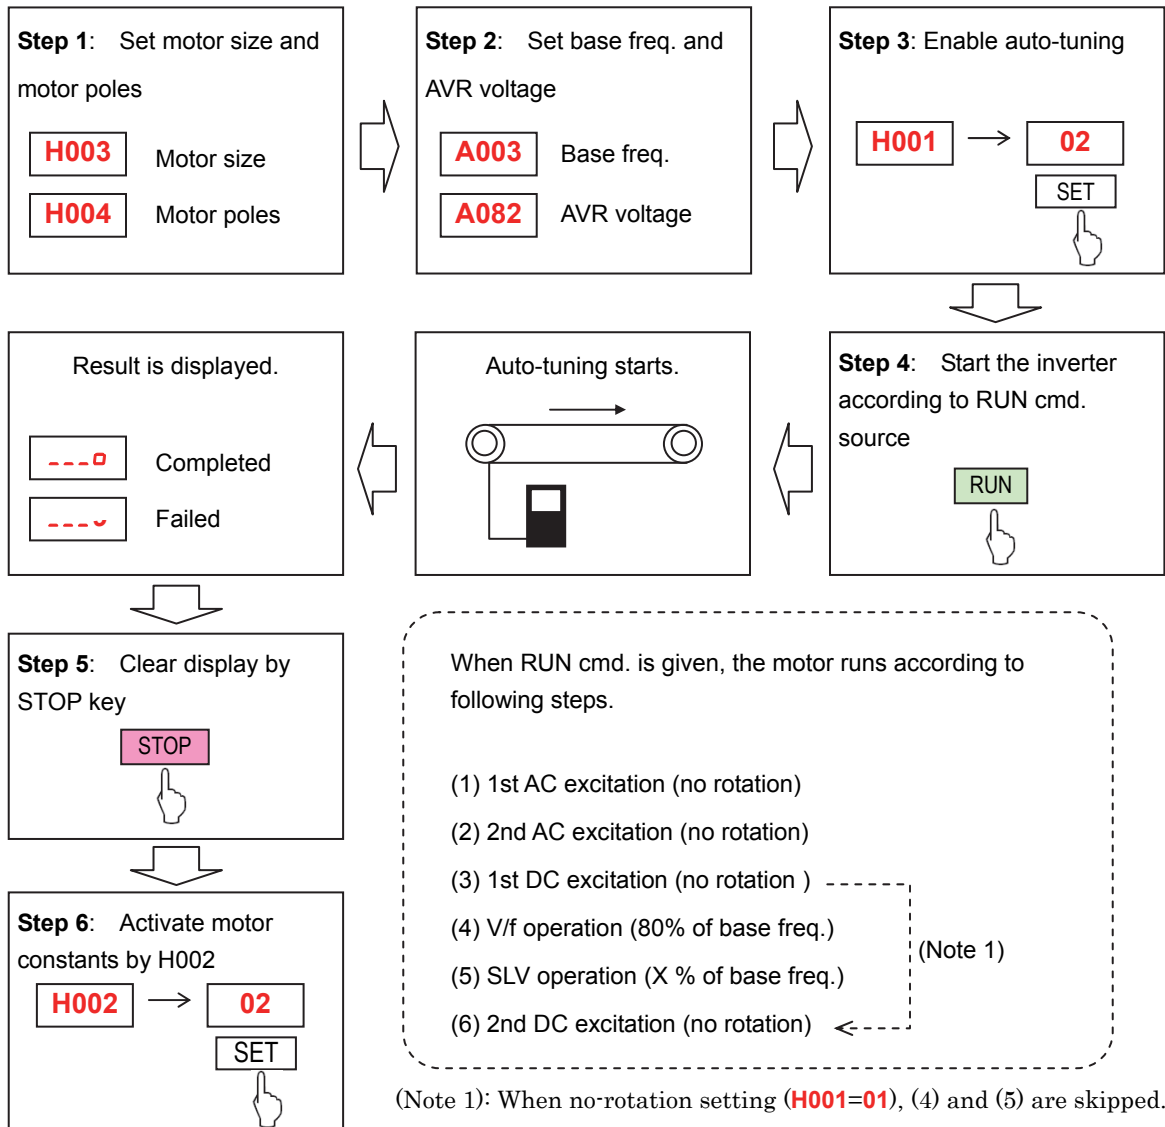 Step 1: Set motor size and
motor poles
H003 Motor size
H004 Motor poles
Step 2: Set base freq. and
AVR voltage
A003 Base freq.
A082 AVR voltage
Step 3: Enable auto-tuning
H001 → 02
SET
Step 4: Start the inverter
according to RUN cmd.
source
RUN
Auto-tuning starts.
Result is displayed.
Completed
Failed
Step 5: Clear display by
STOP key
STOP
Step 6: Activate motor
constants by H002
H002 → 02
SET
When RUN cmd. is given, the motor runs according to
following steps.
(1) 1st AC excitation (no rotation)
(2) 2nd AC excitation (no rotation)
(3) 1st DC excitation (no rotation )
(4) V/f operation (80% of base freq.)
(5) SLV operation (X % of base freq.)
(6) 2nd DC excitation (no rotation)
(Note 1)
(Note 1): When no-rotation setting (H001=01), (4) and (5) are skipped.